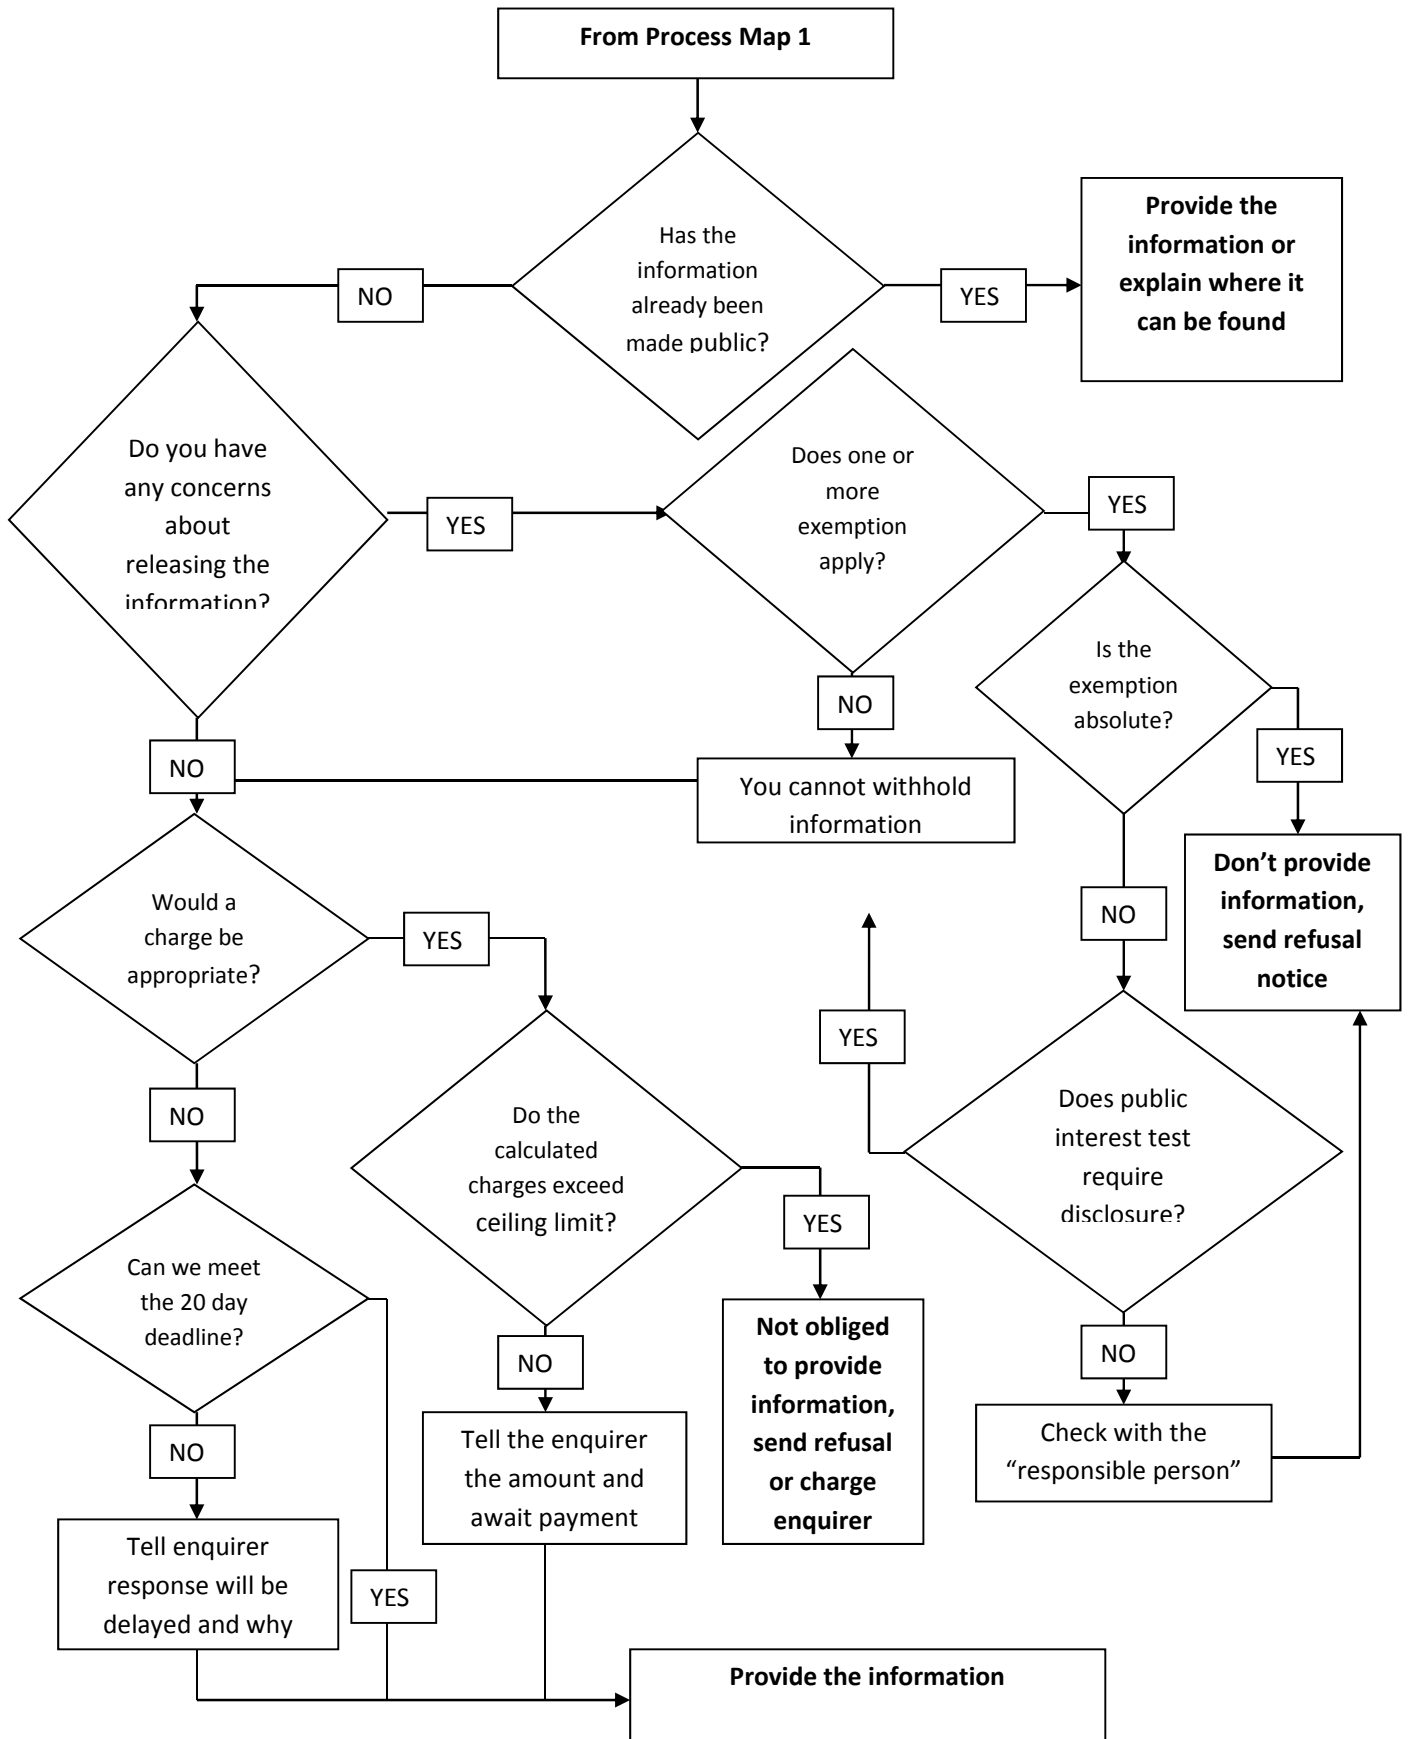 From Process Map 1
Has the
information
already been
made public?
NO
YES
Provide the
information or
explain where it
can be found
Do you have
any concerns
about
releasing the
information?
YES
Does one or
more
exemption
apply?
YES
NO
Is the
exemption
absolute?
YES
NO
You cannot withhold
information
Don’t provide
information,
send refusal
notice
NO
Would a
charge be
appropriate?
YES
YES
NO
Do the
calculated
charges exceed
ceiling limit?
Does public
interest test
require
disclosure?
YES
Can we meet
the 20 day
deadline?
NO
NO
Not obliged
to provide
information,
send refusal
or charge
enquirer
NO
Tell the enquirer
the amount and
await payment
Check with the
“responsible person”
Tell enquirer
response will be
delayed and why
YES
Provide the information